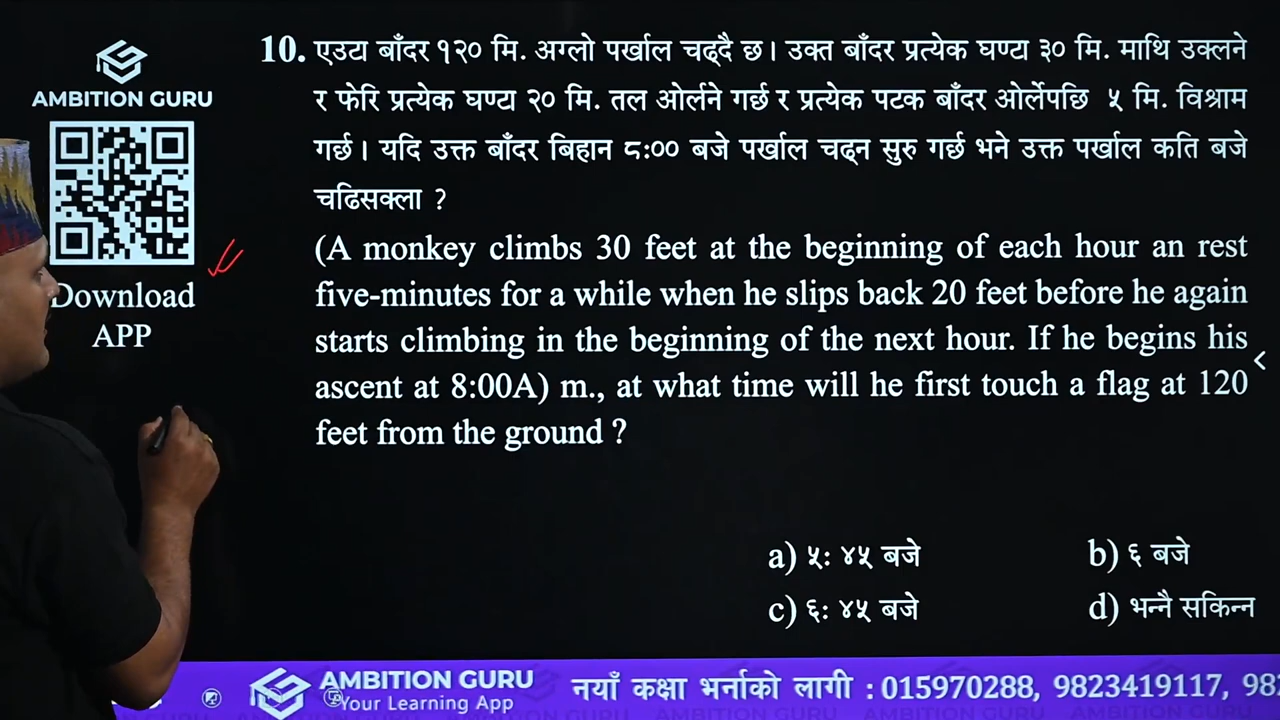 AMBITION GURU
Download
APP
10. एउटा बाँदर १२० मि. अग्लो पर्खाल चढ्दै छ। उक्त बाँदर प्रत्येक घण्टा ३० मि. माथि उक्लने
र फेरि प्रत्येक घण्टा २० मि. तल ओर्लने गर्छ र प्रत्येक पटक बाँदर ओर्लेपछि ५ मि. विश्राम
गर्छ। यदि उक्त बाँदर बिहान ८:०० बजे पर्खाल चढ्न सुरु गर्छ भने उक्त पर्खाल कति बजे
चढिसक्ला ?
(A monkey climbs 30 feet at the beginning of each hour an rest
five-minutes for a while when he slips back 20 feet before he again
starts climbing in the beginning of the next hour. If he begins his
ascent at 8:00A) m., at what time will he first touch a flag at 120
feet from the ground ?
a) ५: ४५ बजे
b) ६ बजे
c) ६: ४५ बजे
d) भन्नै सकिन्न
AMBITION GURU
Your Learning App
नयाँ कक्षा भर्नाको लागी : 015970288, 9823419117, 982